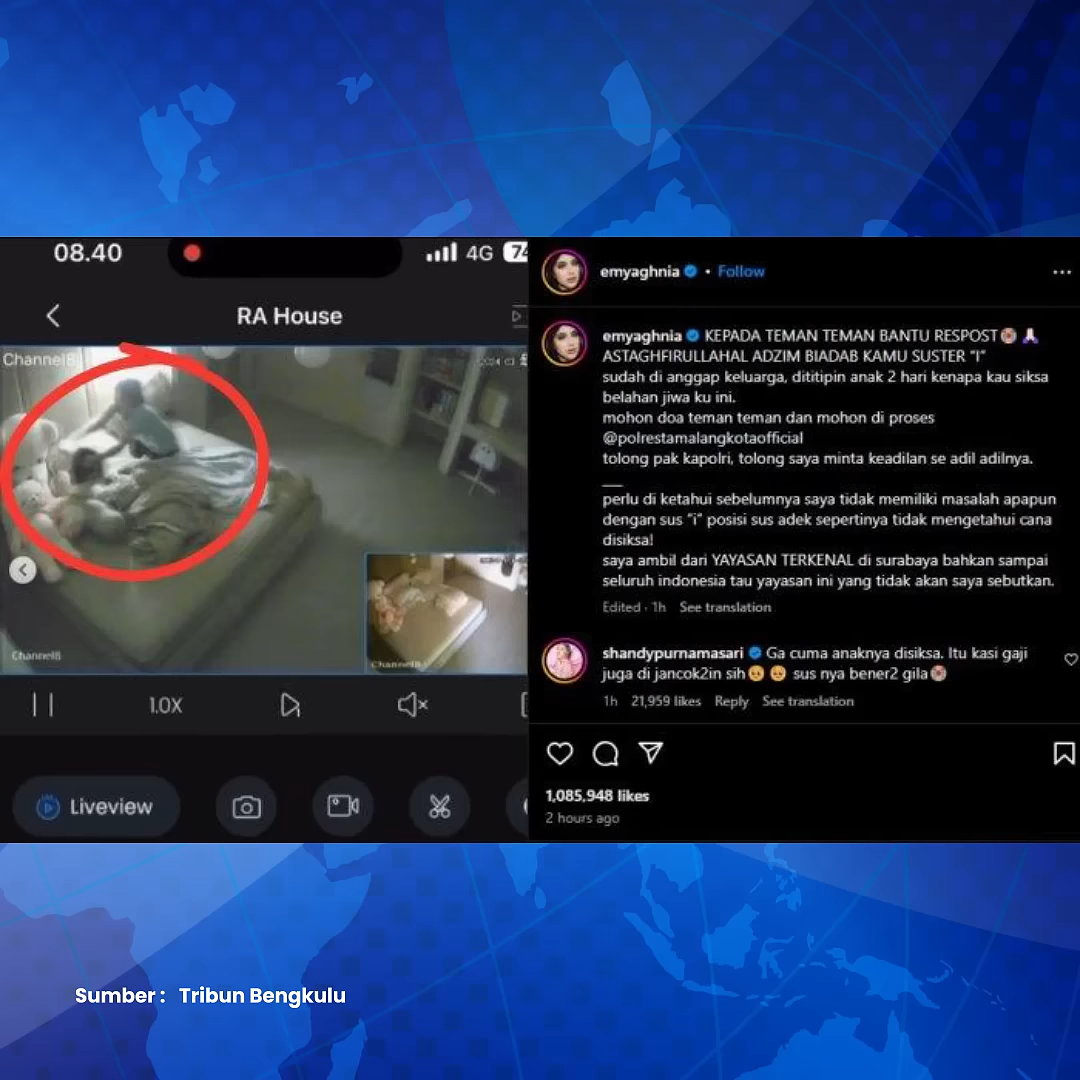 08.40
4G
RA House
Channel8
Channel8
Channel8
1.0X
Liveview
emyaghnia • Follow
emyaghnia KEPADA TEMAN TEMAN BANTU RESPOST
ASTAGHFIRULLAHAL ADZIM BIADAB KAMU SUSTER "I"
sudah di anggap keluarga, dititipin anak 2 hari kenapa kau siksa
belahan jiwa ku ini.
mohon doa teman teman dan mohon di proses
@polrestamalangkotaofficial
tolong pak kapolri, tolong saya minta keadilan se adil adilnya.
__
perlu di ketahui sebelumnya saya tidak memiliki masalah apapun
dengan sus "i" posisi sus adek sepertinya tidak mengetahui cana
disiksa!
saya ambil dari YAYASAN TERKENAL di surabaya bahkan sampai
seluruh indonesia tau yayasan ini yang tidak akan saya sebutkan.
Edited · 1h See translation
shandypurnamasari Ga cuma anaknya disiksa. Itu kasi gaji
juga di jancok2in sih sus nya bener2 gila
1h 21,959 likes Reply See translation
1,085,948 likes
2 hours ago
Sumber : Tribun Bengkulu